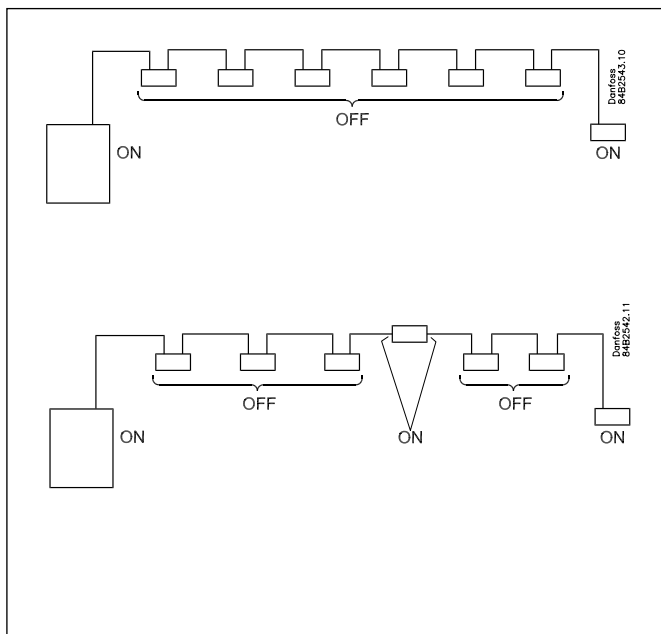 Danfoss
84B2543.10
OFF
ON
ON
Danfoss
84B2542.11
OFF
OFF
ON
ON
ON